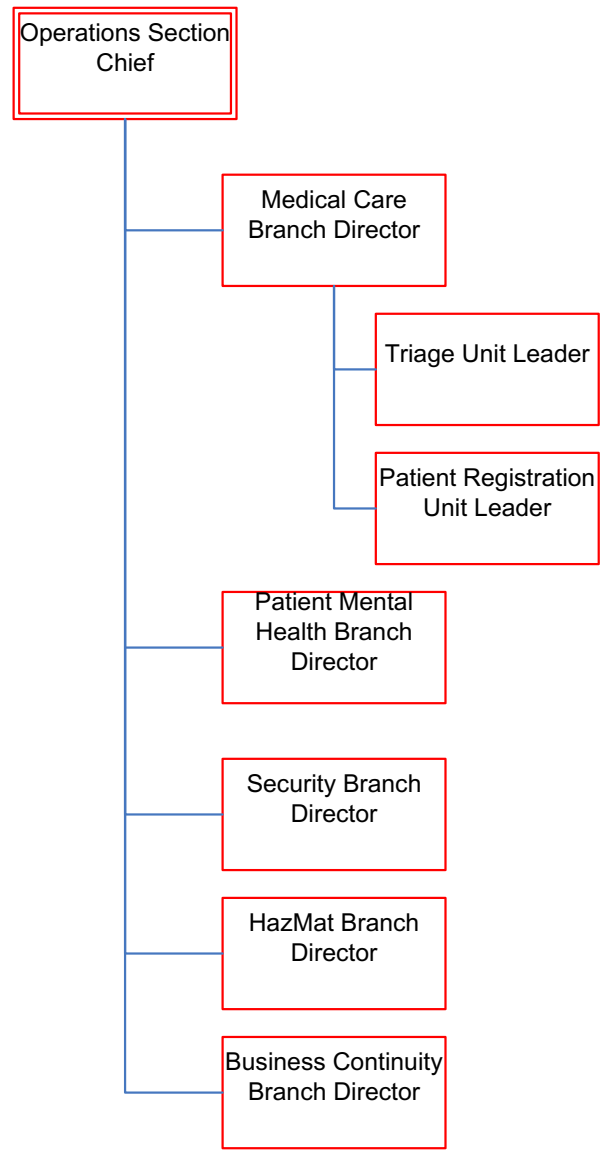 Operations Section
Chief
Medical Care
Branch Director
Triage Unit Leader
Patient Registration
Unit Leader
Patient Mental
Health Branch
Director
Security Branch
Director
HazMat Branch
Director
Business Continuity
Branch Director